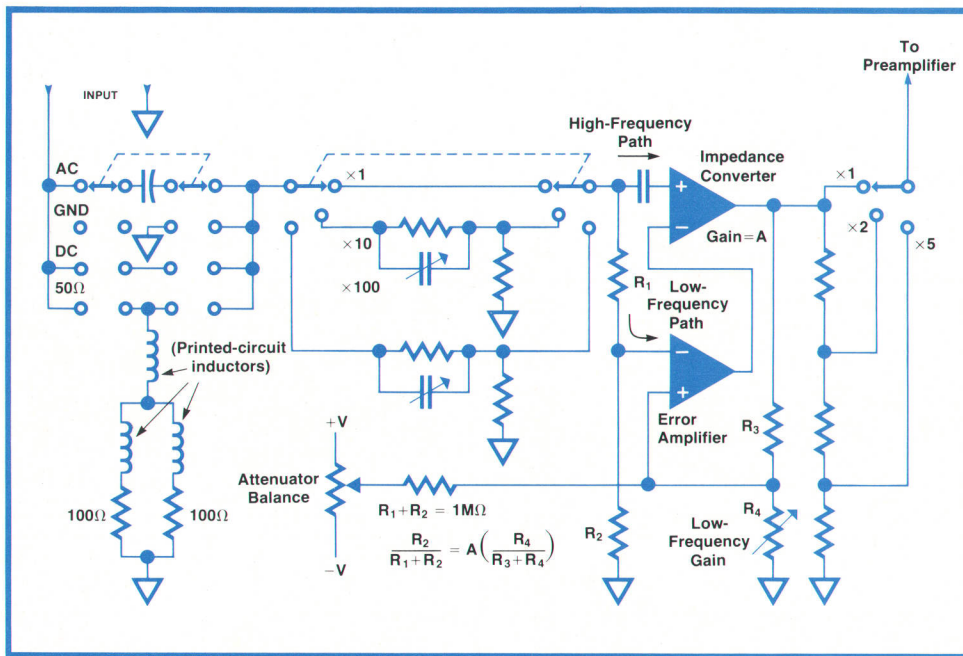 To
Preamplifier
INPUT
High-Frequency
Path
Impedance
Converter
AC
×1
×1
GND
Gain=A
×2
×5
DC
×10
×100
50Ω
R1
Low-
Frequency
Path
(Printed-circuit
inductors)
Error
Amplifier
R3
+V
Attenuator
Balance
R1+R2 = 1MΩ
R4
100Ω
100Ω
R2
R2/R1+R2 = A(R4/R3+R4)
Low-
Frequency
Gain
−V
+
−
−
+